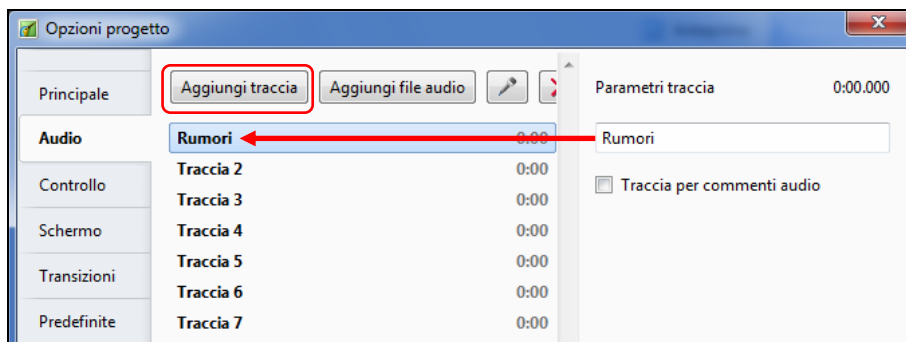 Opzioni progetto
Principale
Audio
Controllo
Schermo
Transizioni
Predefinite
Aggiungi traccia Aggiungi file audio
Rumori 0:00
Traccia 2 0:00
Traccia 3 0:00
Traccia 4 0:00
Traccia 5 0:00
Traccia 6 0:00
Traccia 7 0:00
Parametri traccia 0:00.000
Rumori
Traccia per commenti audio